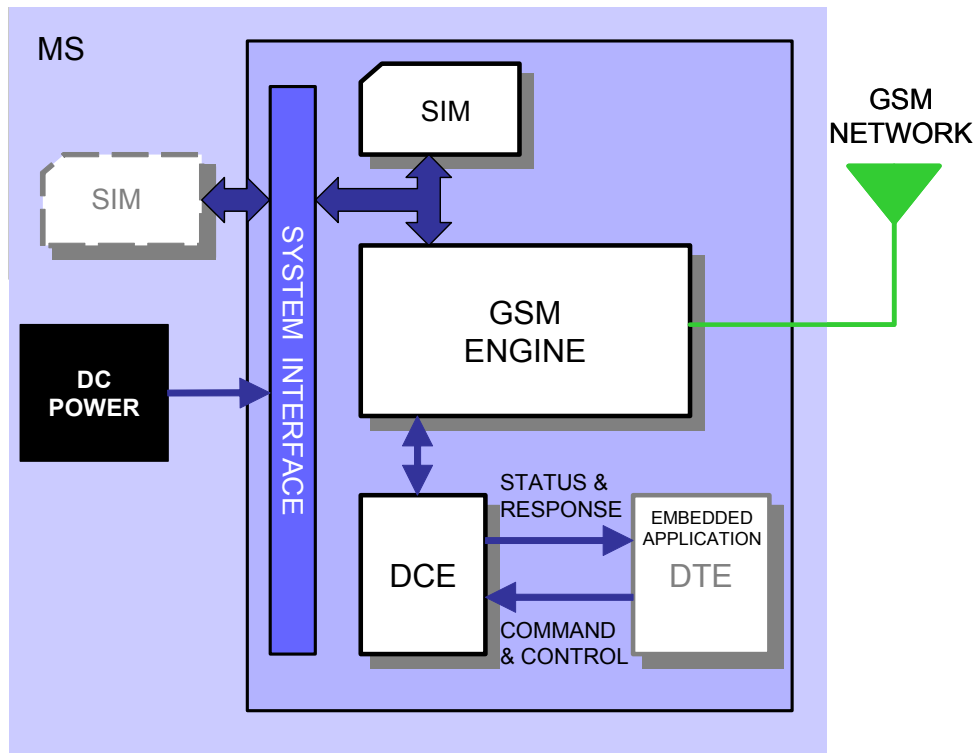 MS
SIM
GSM
NETWORK
SIM
SYSTEM INTERFACE
GSM
ENGINE
DC
POWER
STATUS &
RESPONSE
EMBEDDED
APPLICATION
DCE
DTE
COMMAND
& CONTROL